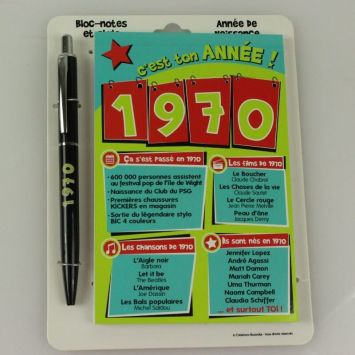 Bloc-notes
et stylo
Année de
Naissance
c'est ton ANNÉE !
1970
1970
Ça s'est passé en 1970
• 600 000 personnes assistent
au festival pop de l'île de Wight
• Naissance du Club du PSG
• Premières chaussures
KICKERS en magasin
• Sortie du légendaire stylo
BIC 4 couleurs
Les films de 1970
Le Boucher
Claude Chabrol
Les Choses de la vie
Claude Sautet
Le Cercle rouge
Jean Pierre Melville
Peau d'âne
Jacques Demy
Les Chansons de 1970
L'Aigle noir
Barbara
Let it be
The Beatles
L'Amérique
Joe Dassin
Les Bals populaires
Michel Sardou
Ils sont nés en 1970
Jennifer Lopez
André Agassi
Matt Damon
Mariah Carey
Uma Thurman
Naomi Campbell
Claudia Schiffer
... et surtout TOI !